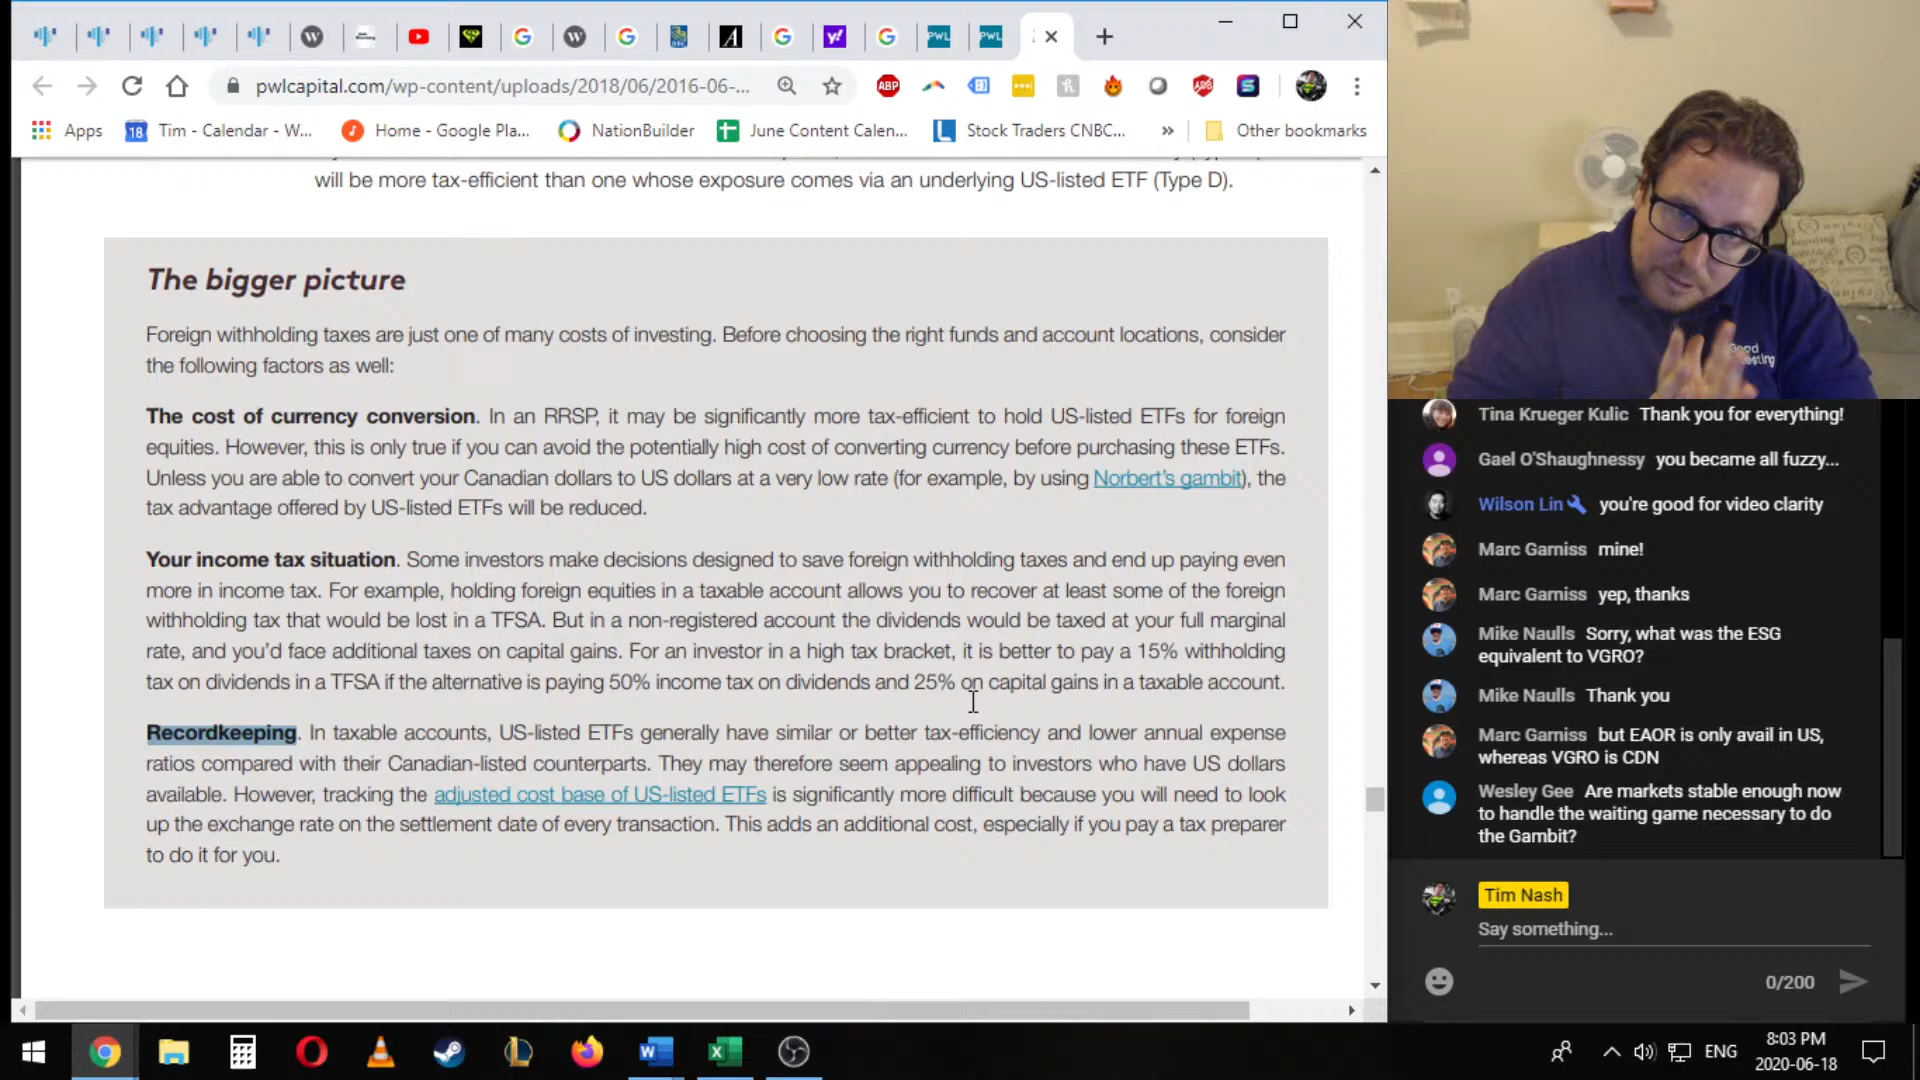 pwlcapital.com/wp-content/uploads/2018/06/2016-06-...
Apps
Tim - Calendar - W...
Home - Google Pla...
NationBuilder
June Content Calen...
Stock Traders CNBC...
»
Other bookmarks
will be more tax-efficient than one whose exposure comes via an underlying US-listed ETF (Type D).
The bigger picture
Foreign withholding taxes are just one of many costs of investing. Before choosing the right funds and account locations, consider
the following factors as well:
The cost of currency conversion. In an RRSP, it may be significantly more tax-efficient to hold US-listed ETFs for foreign
equities. However, this is only true if you can avoid the potentially high cost of converting currency before purchasing these ETFs.
Unless you are able to convert your Canadian dollars to US dollars at a very low rate (for example, by using Norbert's gambit), the
tax advantage offered by US-listed ETFs will be reduced.
Your income tax situation. Some investors make decisions designed to save foreign withholding taxes and end up paying even
more in income tax. For example, holding foreign equities in a taxable account allows you to recover at least some of the foreign
withholding tax that would be lost in a TFSA. But in a non-registered account the dividends would be taxed at your full marginal
rate, and you'd face additional taxes on capital gains. For an investor in a high tax bracket, it is better to pay a 15% withholding
tax on dividends in a TFSA if the alternative is paying 50% income tax on dividends and 25% on capital gains in a taxable account.
Recordkeeping. In taxable accounts, US-listed ETFs generally have similar or better tax-efficiency and lower annual expense
ratios compared with their Canadian-listed counterparts. They may therefore seem appealing to investors who have US dollars
available. However, tracking the adjusted cost base of US-listed ETFs is significantly more difficult because you will need to look
up the exchange rate on the settlement date of every transaction. This adds an additional cost, especially if you pay a tax preparer
to do it for you.
Tina Krueger Kulic Thank you for everything!
Gael O'Shaughnessy you became all fuzzy...
Wilson Lin you're good for video clarity
Marc Garniss mine!
Marc Garniss yep, thanks
Mike Naulls Sorry, what was the ESG
equivalent to VGRO?
Mike Naulls Thank you
Marc Garniss but EAOR is only avail in US,
whereas VGRO is CDN
Wesley Gee Are markets stable enough now
to handle the waiting game necessary to do
the Gambit?
Tim Nash
Say something...
0/200
ENG
8:03 PM
2020-06-18